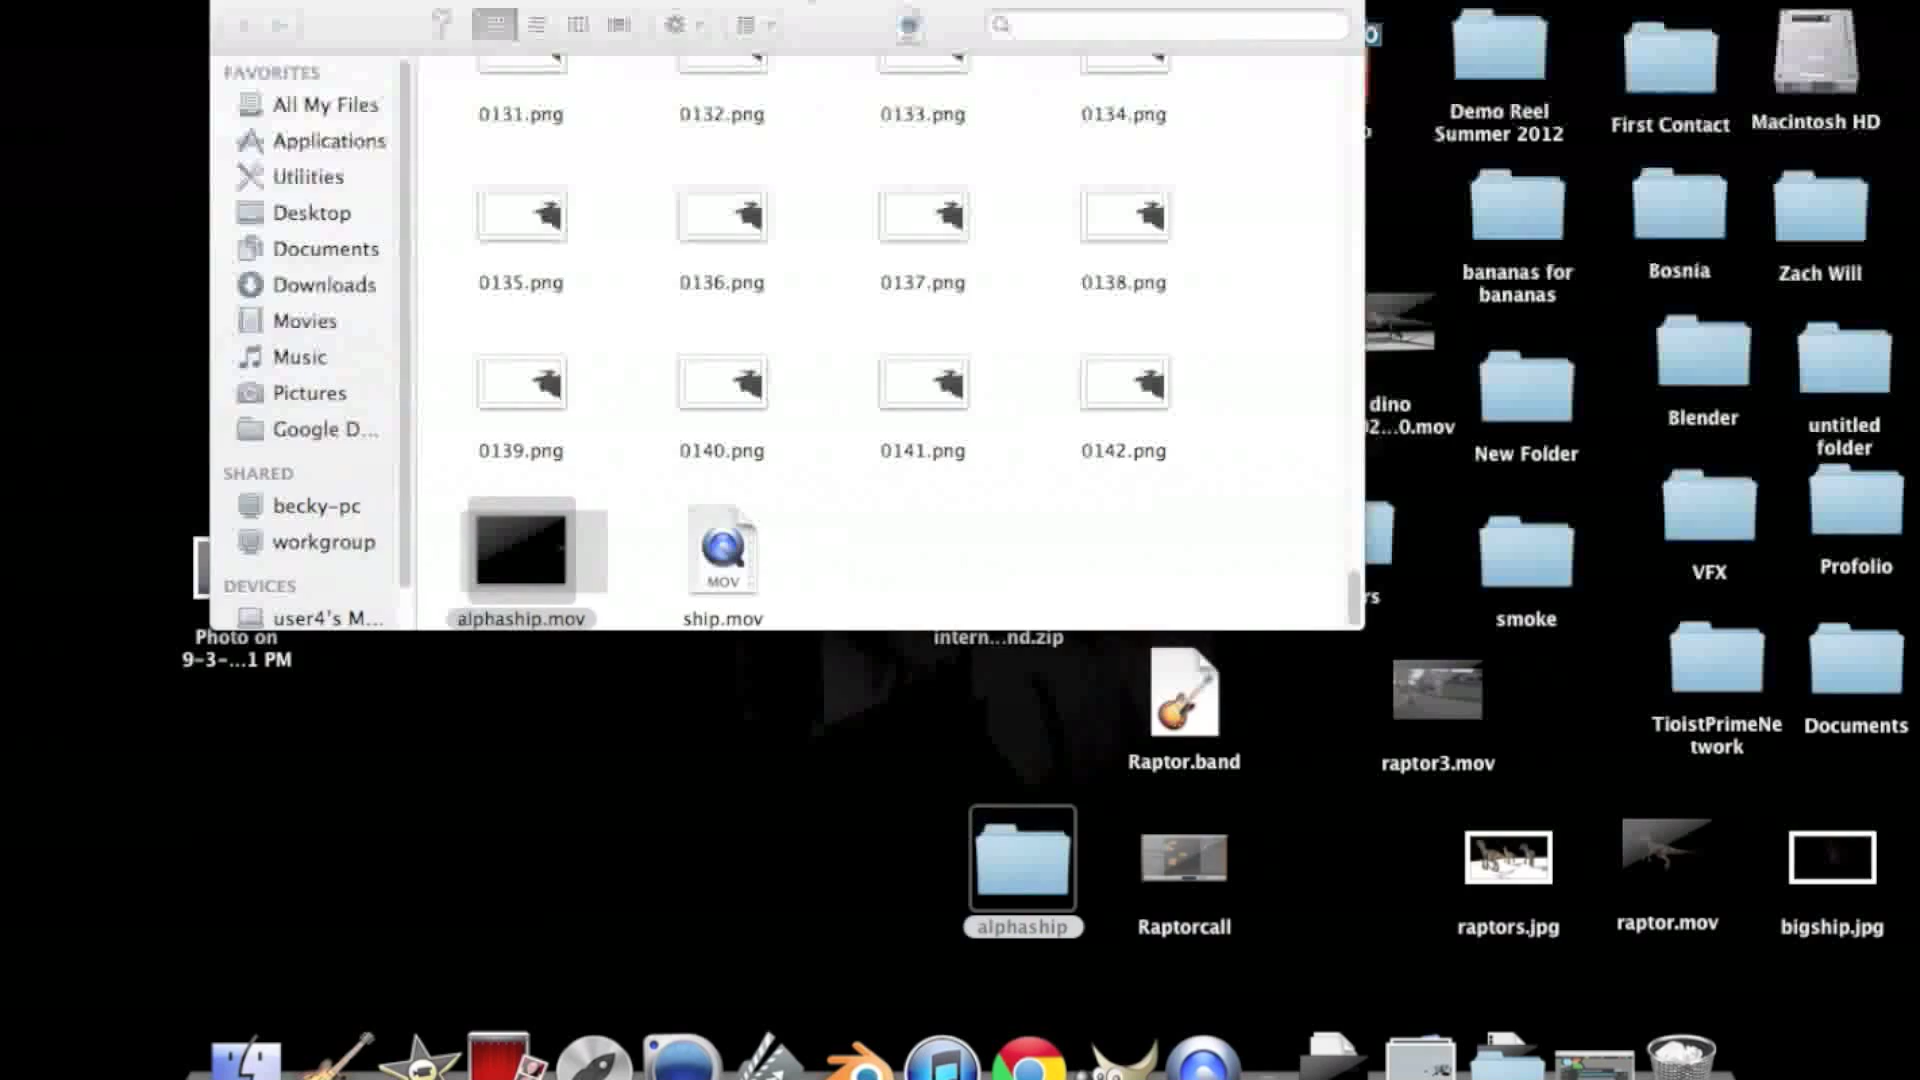 FAVORITES
All My Files
Applications
Utilities
Desktop
Documents
Downloads
Movies
Music
Pictures
Google D...
SHARED
becky-pc
workgroup
DEVICES
user4's M...
0131.png
0132.png
0133.png
0134.png
0135.png
0136.png
0137.png
0138.png
0139.png
0140.png
0141.png
0142.png
alphaship.mov
MOV
ship.mov
Demo Reel
Summer 2012
First Contact
Macintosh HD
bananas for
bananas
Bosnia
Zach Will
dino
2...0.mov
New Folder
Blender
untitled
folder
rs
smoke
VFX
Profolio
Photo on
9-3-...1 PM
intern...nd.zip
Raptor.band
raptor3.mov
TioistPrimeNe
twork
Documents
alphaship
Raptorcall
raptors.jpg
raptor.mov
bigship.jpg